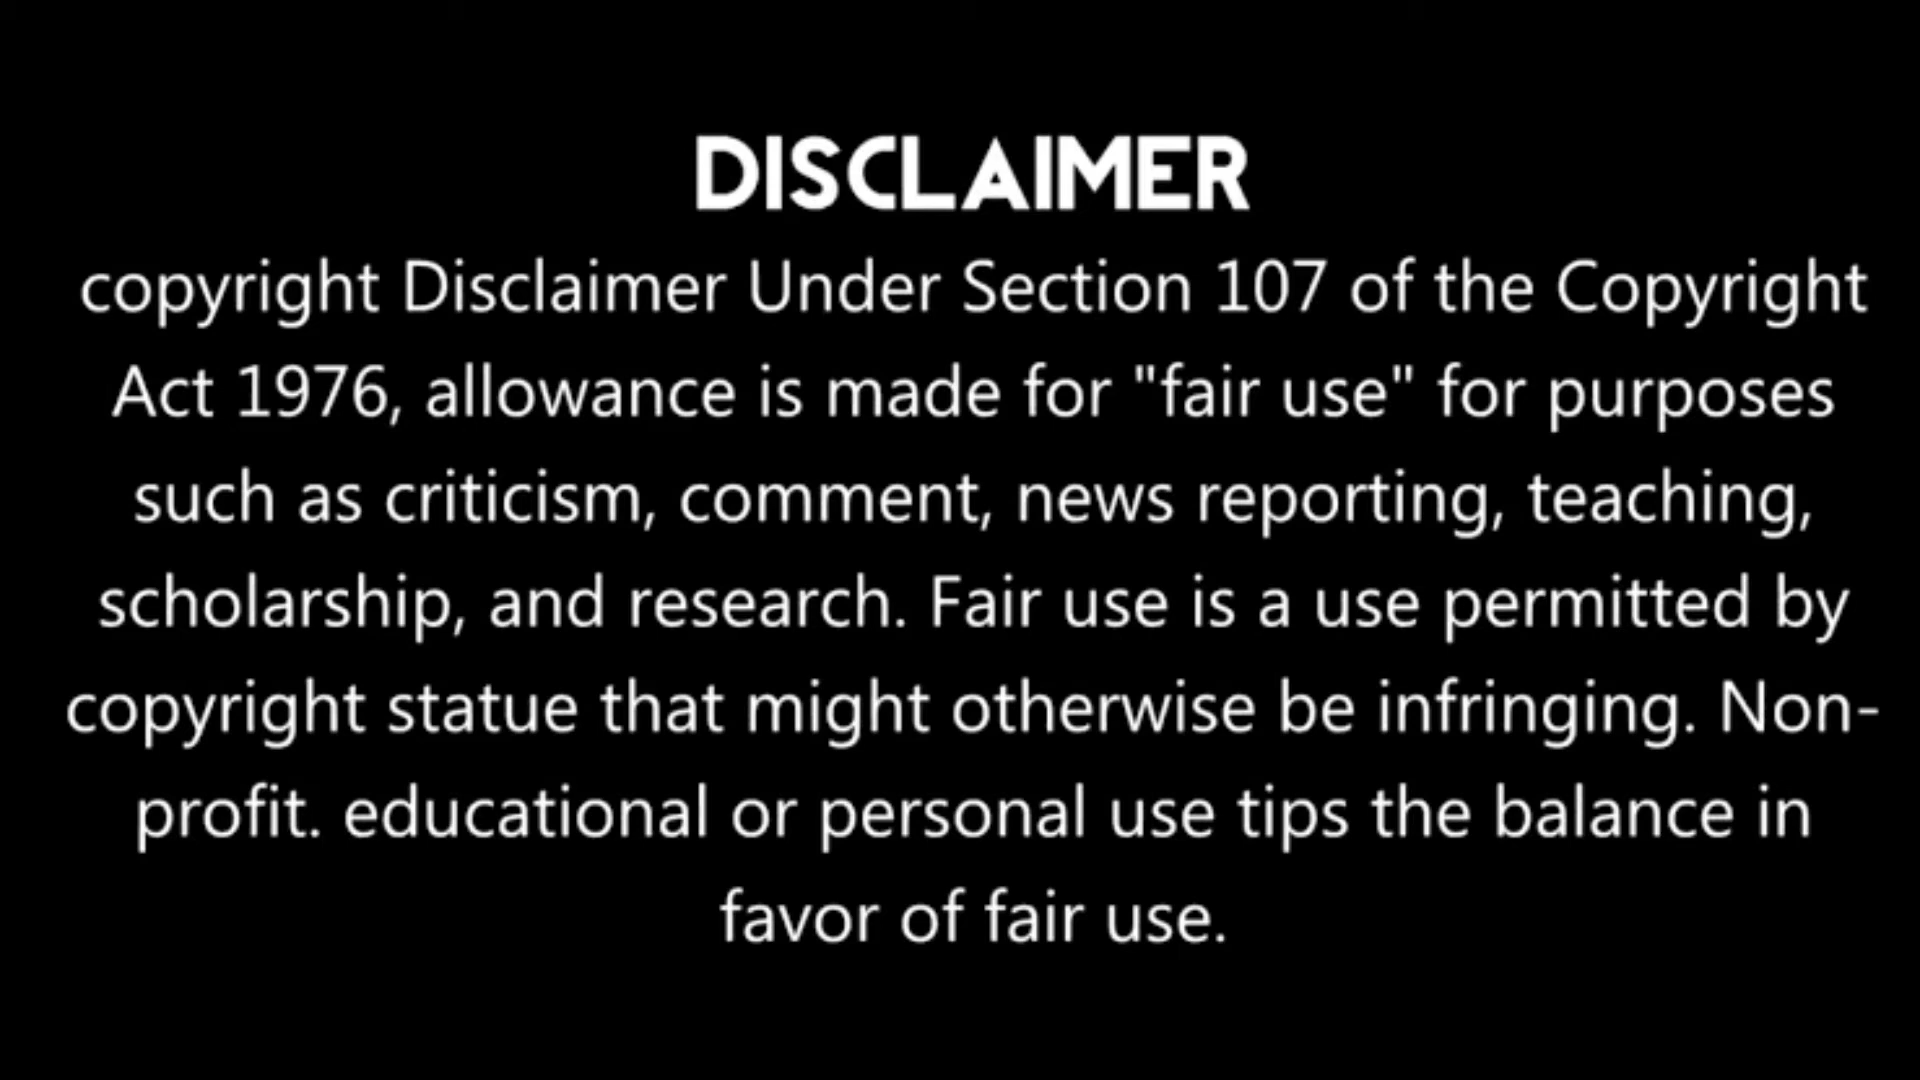 DISCLAIMER
copyright Disclaimer Under Section 107 of the Copyright
Act 1976, allowance is made for "fair use" for purposes
such as criticism, comment, news reporting, teaching,
scholarship, and research. Fair use is a use permitted by
copyright statue that might otherwise be infringing. Non-
profit. educational or personal use tips the balance in
favor of fair use.